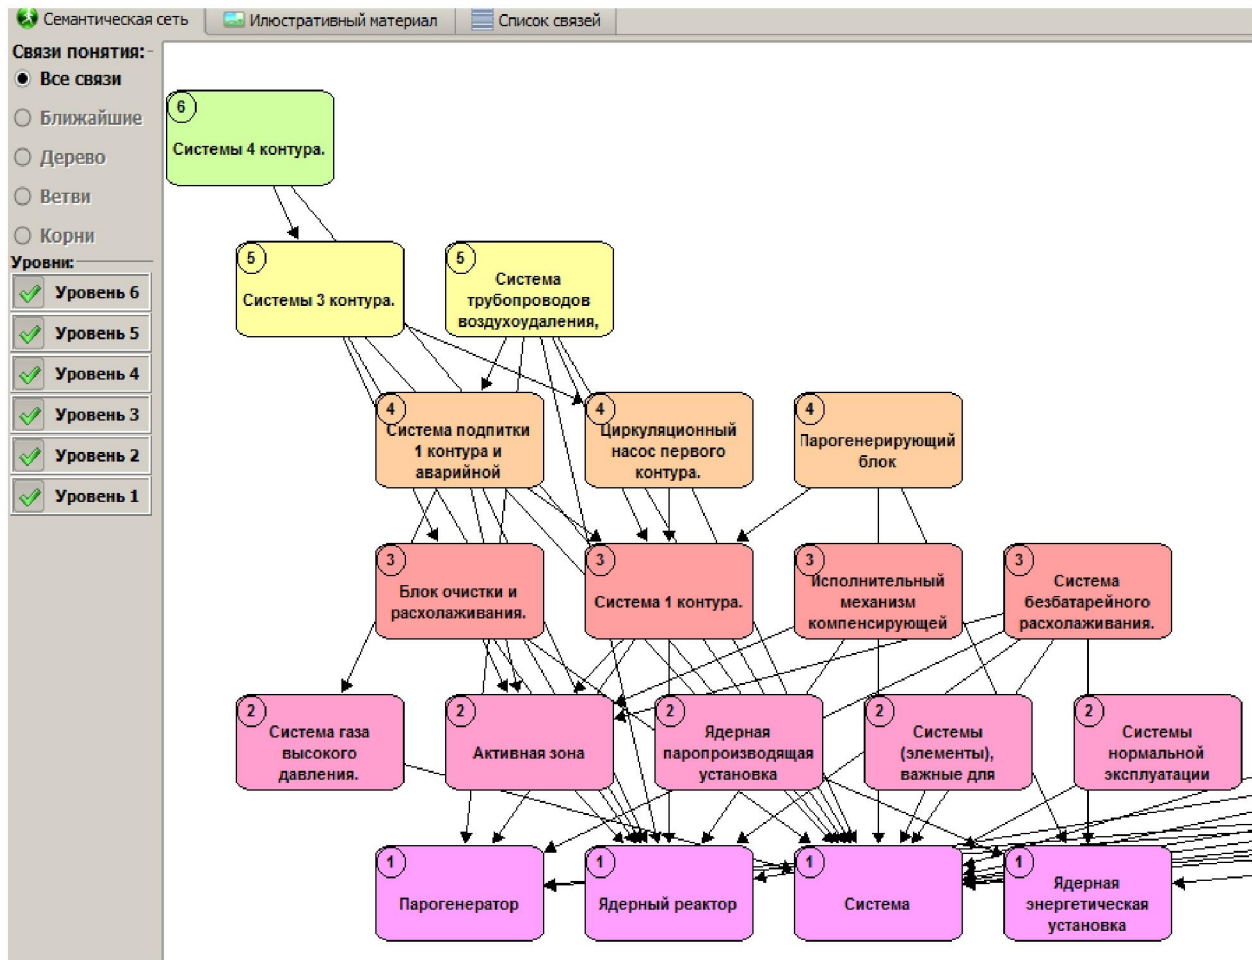 Семантическая сеть
Илюстративный материал
Список связей
Связи понятия:
Все связи
Ближайшие
Дерево
Ветви
Корни
Уровни:
Уровень 6
Уровень 5
Уровень 4
Уровень 3
Уровень 2
Уровень 1
6
Системы 4 контура.
5
Системы 3 контура.
5
Система
трубопроводов
воздухоудаления,
4
Система подпитки
1 контура и
аварийной
4
Циркуляционный
насос первого
контура.
4
Парогенерирующий
блок
3
Блок очистки и
расхолаживания.
3
Система 1 контура.
3
Исполнительный
механизм
компенсирующей
3
Система
безбатарейного
расхолаживания.
2
Система газа
высокого
давления.
2
Активная зона
2
Ядерная
паропроизводящая
установка
2
Системы
(элементы),
важные для
2
Системы
нормальной
эксплуатации
1
Парогенератор
1
Ядерный реактор
1
Система
1
Ядерная
энергетическая
установка